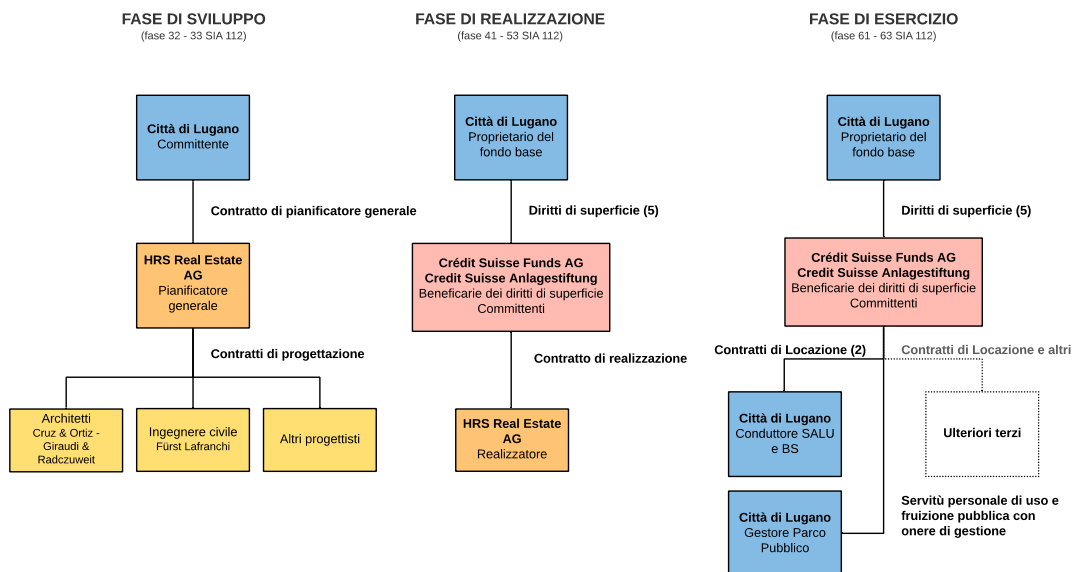 FASE DI SVILUPPO
(fase 32 - 33 SIA 112)
Città di Lugano
Committente
Contratto di pianificatore generale
HRS Real Estate
AG
Pianificatore
generale
Contratti di progettazione
Architetti
Cruz & Ortiz -
Giraudi &
Radczuweit
Ingegnere civile
Fürst Lafranchi
Altri progettisti
FASE DI REALIZZAZIONE
(fase 41 - 53 SIA 112)
Città di Lugano
Proprietario del
fondo base
Diritti di superficie (5)
Crédit Suisse Funds AG
Credit Suisse Anlagestiftung
Beneficarie dei diritti di superficie
Committenti
Contratto di realizzazione
HRS Real Estate
AG
Realizzatore
FASE DI ESERCIZIO
(fase 61 - 63 SIA 112)
Città di Lugano
Proprietario del
fondo base
Diritti di superficie (5)
Crédit Suisse Funds AG
Credit Suisse Anlagestiftung
Beneficarie dei diritti di superficie
Committenti
Contratti di Locazione (2)
Contratti di Locazione e altri
Città di Lugano
Conduttore SALU
e BS
Ulteriori terzi
Città di Lugano
Gestore Parco
Pubblico
Servitù personale di uso e
fruizione pubblica con
onere di gestione